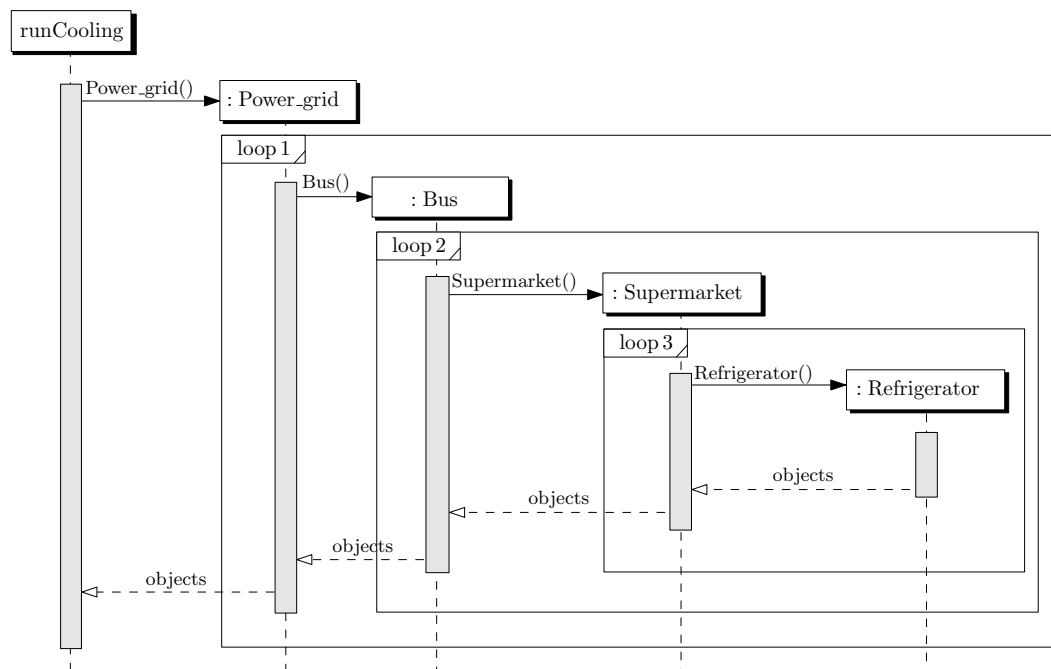 runCooling
Power_grid()
: Power_grid
loop 1
Bus()
: Bus
loop 2
Supermarket()
: Supermarket
loop 3
Refrigerator()
: Refrigerator
objects
objects
objects
objects